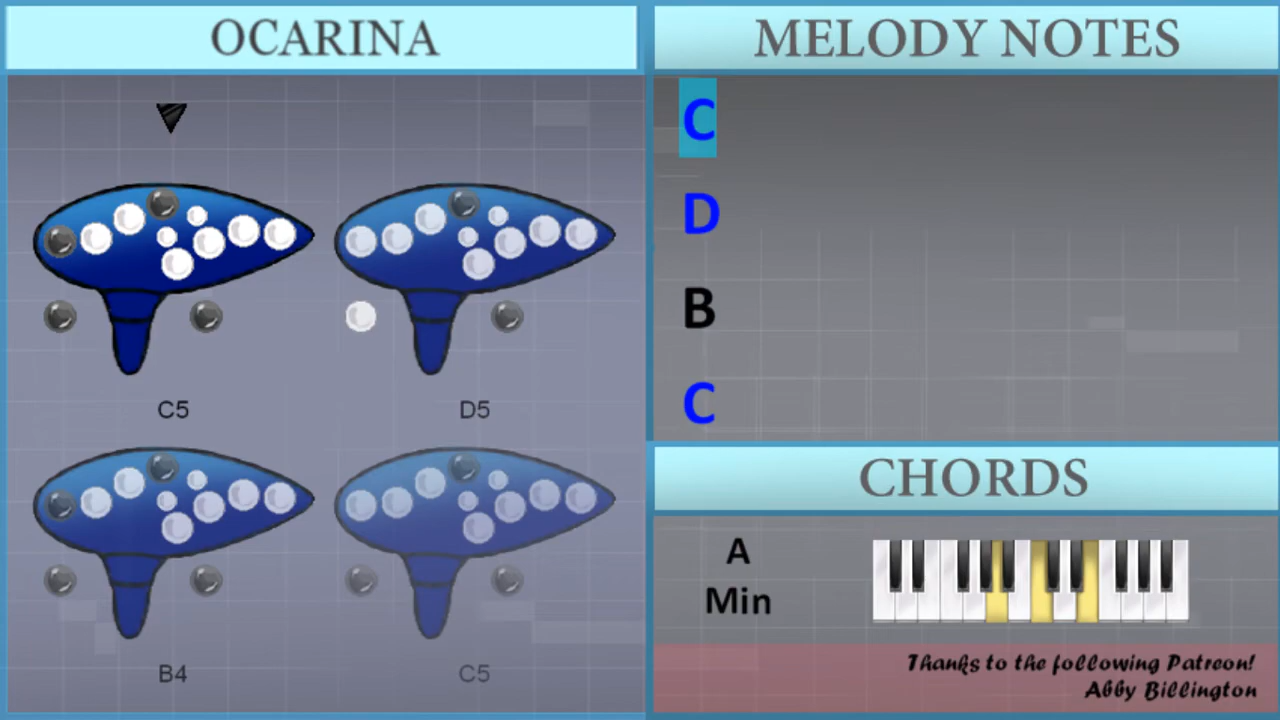 OCARINA
C5
D5
B4
C5
MELODY NOTES
C
D
B
C
CHORDS
A
Min
Thanks to the following Patreon!
Abby Billington